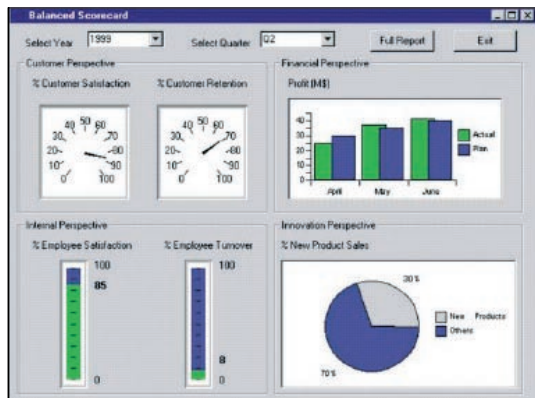 Balanced Scorecard
Select Year 1999 Select Quarter Q2 Full Report Exit
Customer Perspective
% Customer Satisfaction % Customer Retention
0 10 20 30 40 50 60 70 80 90 100
0 10 20 30 40 50 60 70 80 90 100
Financial Perspective
Profit (M$)
40
30
20
10
0
April May June
Actual
Plan
Internal Perspective
% Employee Satisfaction % Employee Turnover
100
85
0
100
8
0
Innovation Perspective
% New Product Sales
30%
70%
New Products
Others